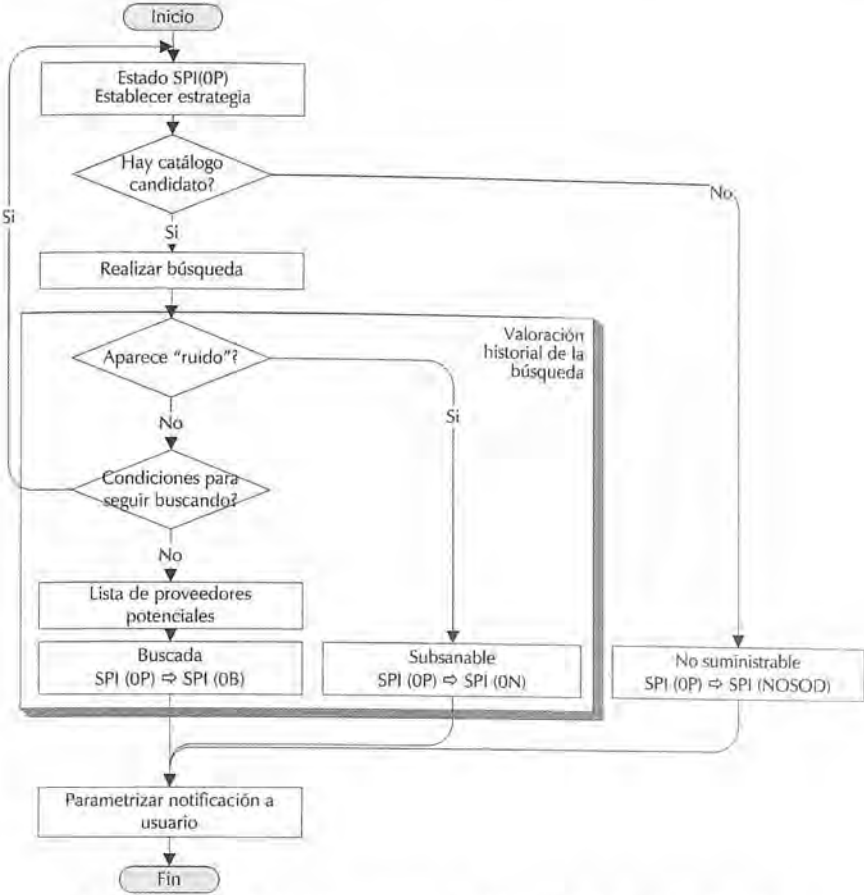 Inicio
Estado SPI(0P)
Establecer estrategia
Hay catálogo
candidato?
No
Si
Si
Realizar búsqueda
Valoración
historial de la
búsqueda
Aparece "ruido"?
Si
No
Condiciones para
seguir buscando?
No
Lista de proveedores
potenciales
Buscada
SPI (0P) ⇨ SPI (0B)
Subsanable
SPI (0P) ⇨ SPI (0N)
No suministrable
SPI (0P) ⇨ SPI (NOSOD)
Parametrizar notificación a
usuario
Fin